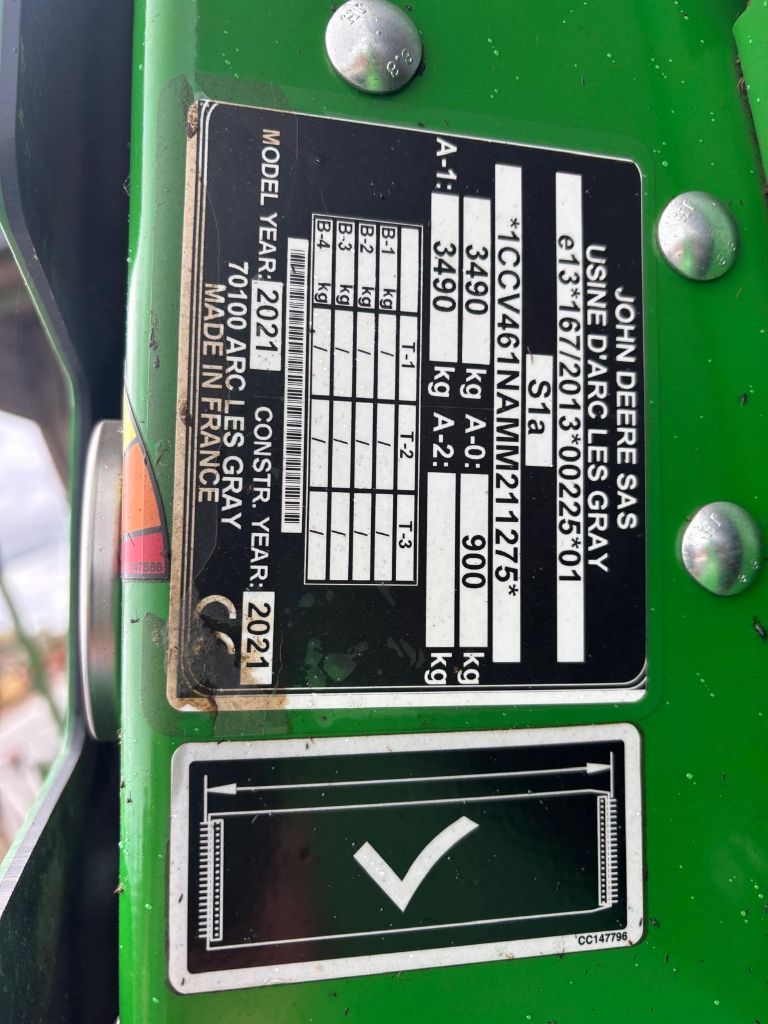 JOHN DEERE SAS
USINE D'ARC LES GRAY
e13*167/2013*00225*01
S1a
*1CCV461NAMM211275*
3490 kg A-0: 900 kg
A-1: 3490 kg A-2: kg
T-1 T-2 T-3
B-1 kg / / /
B-2 kg / / /
B-3 kg / / /
B-4 kg / / /
MODEL YEAR: 2021 CONSTR. YEAR: 2021
70100 ARC LES GRAY
MADE IN FRANCE
CE
CC147796
8.8